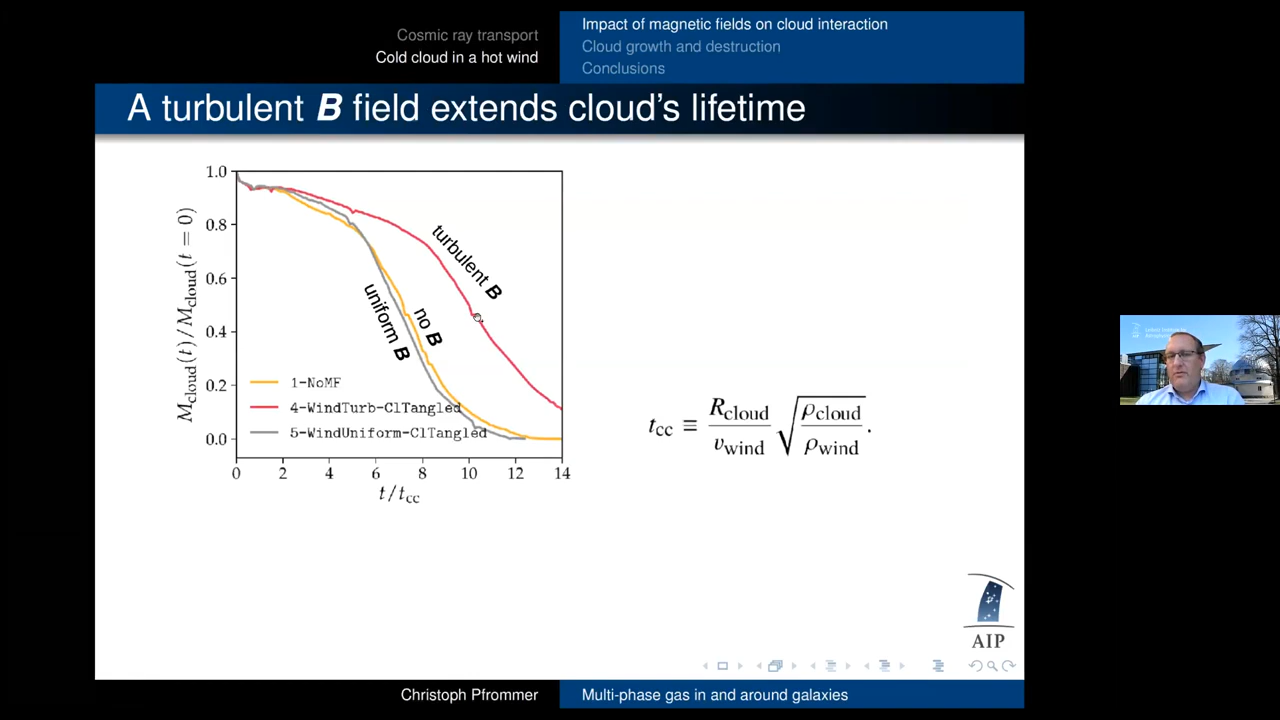 Cosmic ray transport
Cold cloud in a hot wind
Impact of magnetic fields on cloud interaction
Cloud growth and destruction
Conclusions
A turbulent B field extends cloud's lifetime
M_cloud(t)/M_cloud(t = 0)
1.0
0.8
0.6
0.4
0.2
0.0
turbulent B
no B
uniform B
1-NoMF
4-WindTurb-ClTangled
5-WindUniform-ClTangled
0 2 4 6 8 10 12 14
t/t_cc
t_cc ≡ R_cloud / v_wind √(ρ_cloud / ρ_wind).
AIP
Christoph Pfrommer
Multi-phase gas in and around galaxies